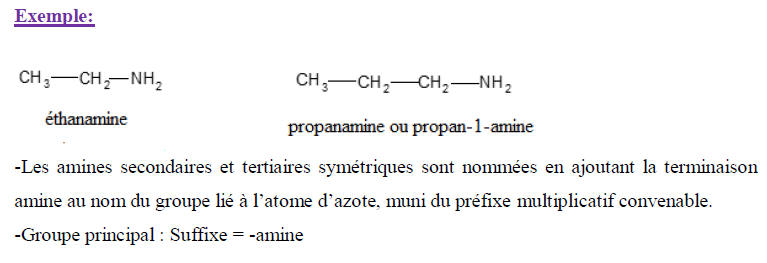 Exemple:
CH₃—CH₂—NH₂ CH₃—CH₂—CH₂—NH₂
éthanamine propanamine ou propan-1-amine
-Les amines secondaires et tertiaires symétriques sont nommées en ajoutant la terminaison
amine au nom du groupe lié à l’atome d’azote, muni du préfixe multiplicatif convenable.
-Groupe principal : Suffixe = -amine